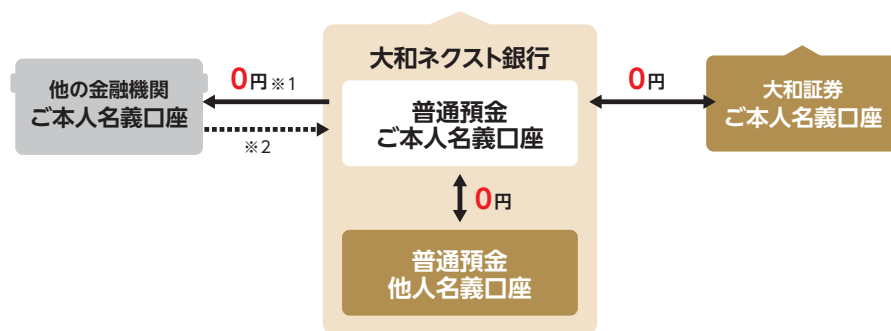 大和ネクスト銀行
他の金融機関
ご本人名義口座
0円※1
※2
普通預金
ご本人名義口座
0円
大和証券
ご本人名義口座
0円
普通預金
他人名義口座